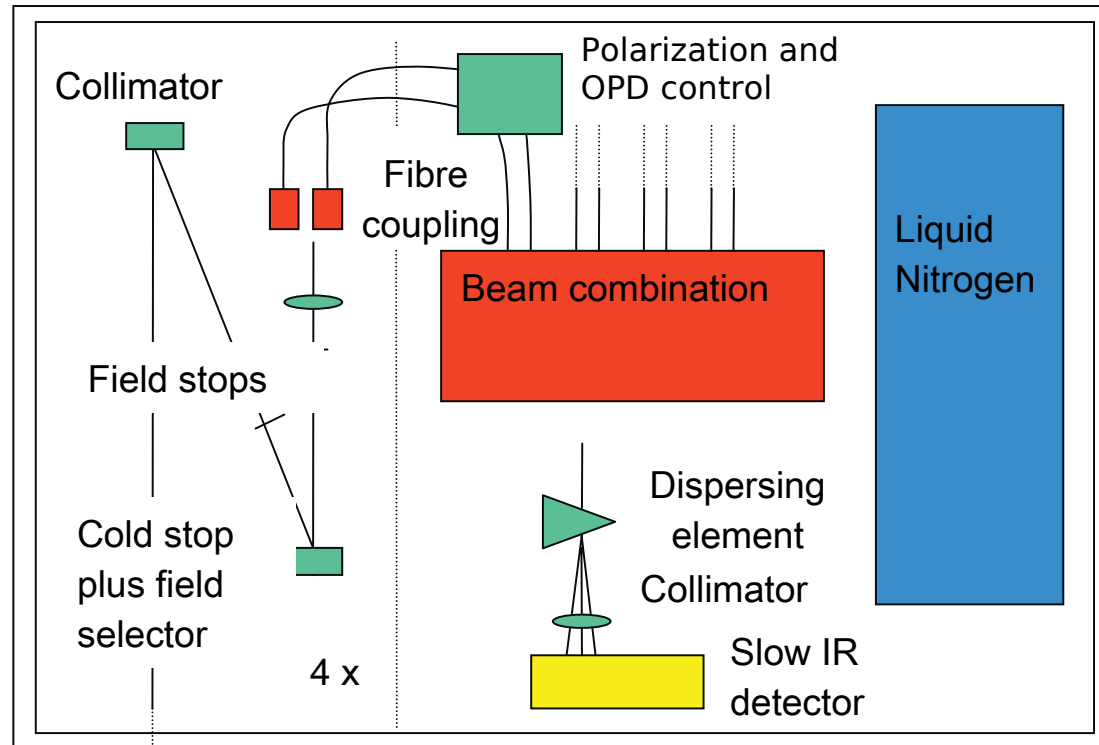 Collimator
Polarization and
OPD control
Fibre
coupling
Liquid
Nitrogen
Beam combination
Field stops
Cold stop
plus field
selector
4 x
Dispersing
element
Collimator
Slow IR
detector